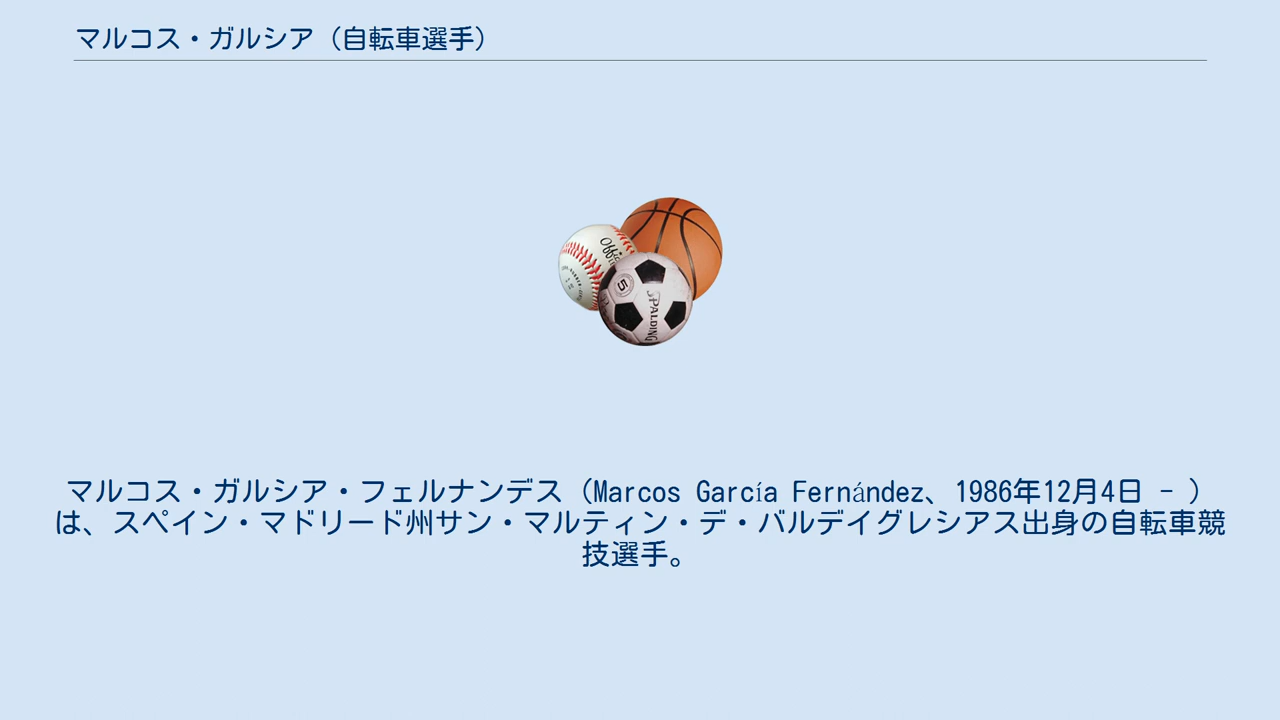 マルコス・ガルシア（自転車選手）
Offic
5
SPALDING
マルコス・ガルシア・フェルナンデス（Marcos García Fernández、1986年12月4日 - ）
は、スペイン・マドリード州サン・マルティン・デ・バルデイグレシアス出身の自転車競
技選手。